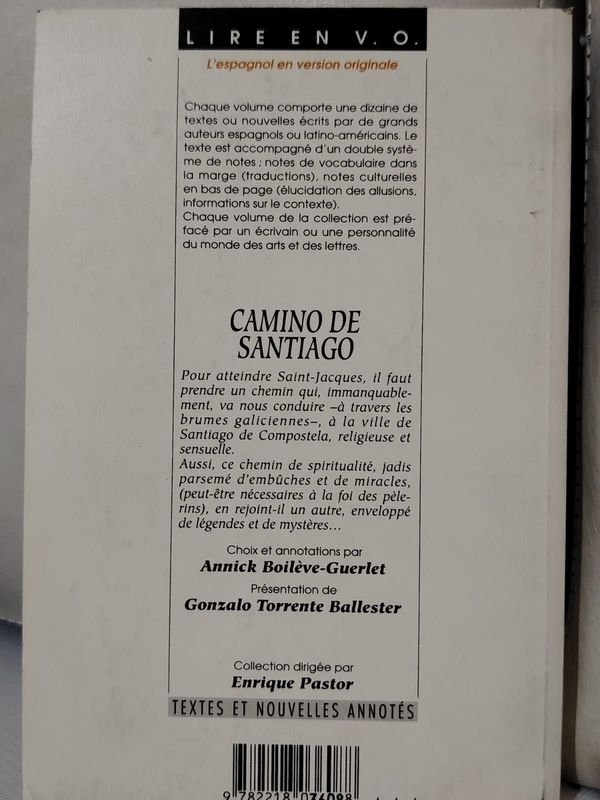 LIRE EN V.O.
L'espagnol en version originale
Chaque volume comporte une dizaine de
textes ou nouvelles écrits par de grands
auteurs espagnols ou latino-américains. Le
texte est accompagné d'un double systè-
me de notes ; notes de vocabulaire dans
la marge (traductions), notes culturelles
en bas de page (élucidation des allusions,
informations sur le contexte).
Chaque volume de la collection est pré-
facé par un écrivain ou une personnalité
du monde des arts et des lettres.
CAMINO DE
SANTIAGO
Pour atteindre Saint-Jacques, il faut
prendre un chemin qui, immanquable-
ment, va nous conduire –à travers les
brumes galiciennes–, à la ville de
Santiago de Compostela, religieuse et
sensuelle.
Aussi, ce chemin de spiritualité, jadis
parsemé d'embûches et de miracles,
(peut-être nécessaires à la foi des pèle-
rins), en rejoint-il un autre, enveloppé
de légendes et de mystères...
Choix et annotations par
Annick Boilève-Guerlet
Présentation de
Gonzalo Torrente Ballester
Collection dirigée par
Enrique Pastor
TEXTES ET NOUVELLES ANNOTÉS
9 782218 034098